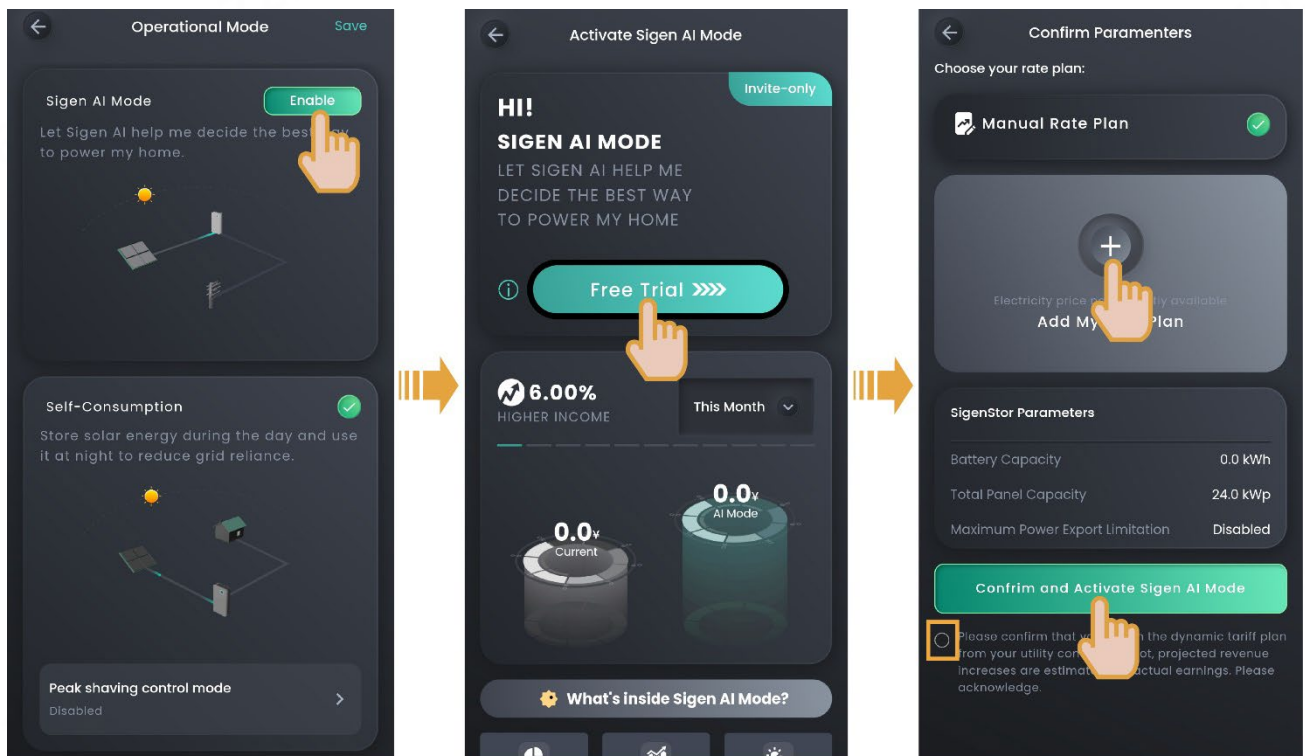 Operational Mode
Save
Sigen AI Mode
Enable
Let Sigen AI help me decide the best
to power my home.
Self-Consumption
Store solar energy during the day and use
it at night to reduce grid reliance.
Peak shaving control mode
Disabled
Activate Sigen AI Mode
Invite-only
HI!
SIGEN AI MODE
LET SIGEN AI HELP ME
DECIDE THE BEST WAY
TO POWER MY HOME
Free Trial
6.00%
HIGHER INCOME
This Month
0.0¥
AI Mode
0.0¥
Current
What's inside Sigen AI Mode?
Confirm Paramenters
Choose your rate plan:
Manual Rate Plan
Electricity price
Add My Plan
SigenStor Parameters
Battery Capacity 0.0 kWh
Total Panel Capacity 24.0 kWp
Maximum Power Export Limitation Disabled
Confrim and Activate Sigen AI Mode
Please confirm that the dynamic tariff plan
from your utility projected revenue
increases are actual earnings. Please
acknowledge.